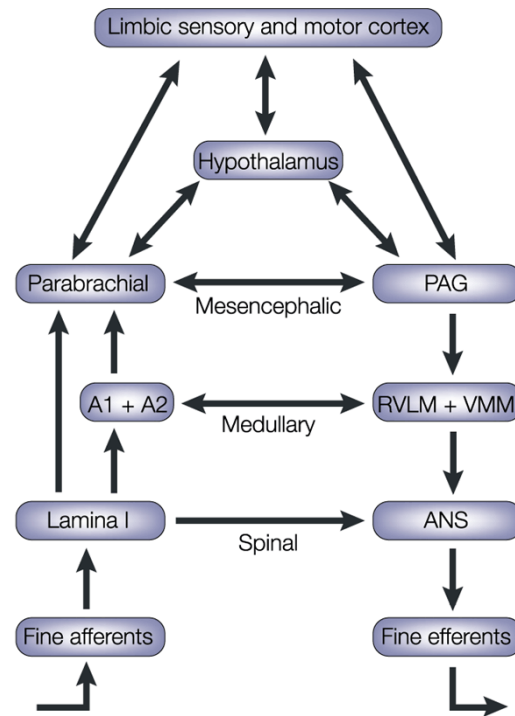 Limbic sensory and motor cortex
Hypothalamus
Parabrachial
PAG
Mesencephalic
A1 + A2
RVLM + VMM
Medullary
Lamina I
ANS
Spinal
Fine afferents
Fine efferents